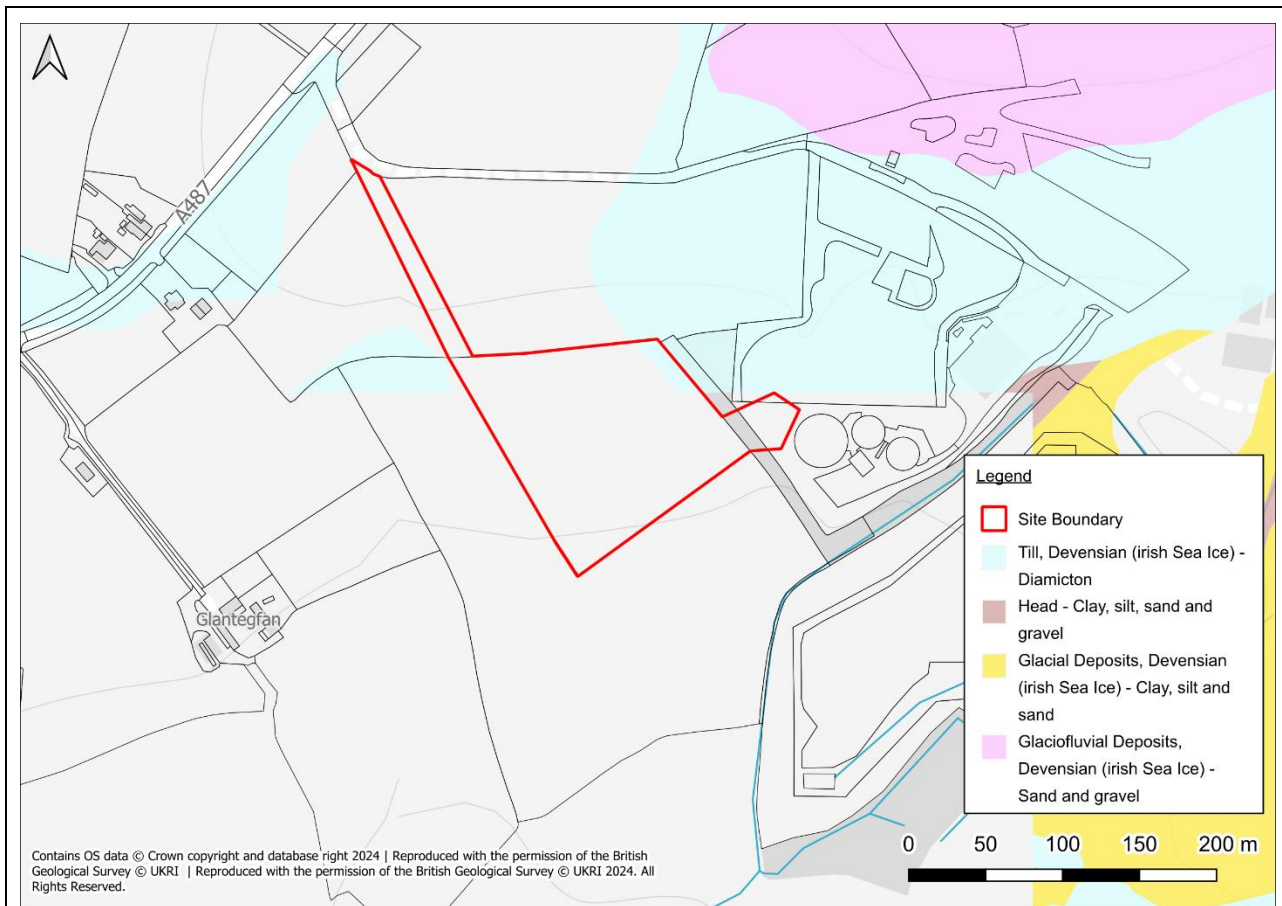 A487
Glantegfan
Legend
Site Boundary
Till, Devensian (irish Sea Ice) -
Diamicton
Head - Clay, silt, sand and
gravel
Glacial Deposits, Devensian
(irish Sea Ice) - Clay, silt and
sand
Glaciofluvial Deposits,
Devensian (irish Sea Ice) -
Sand and gravel
0 50 100 150 200 m
Contains OS data © Crown copyright and database right 2024 | Reproduced with the permission of the British
Geological Survey © UKRI | Reproduced with the permission of the British Geological Survey © UKRI 2024. All
Rights Reserved.